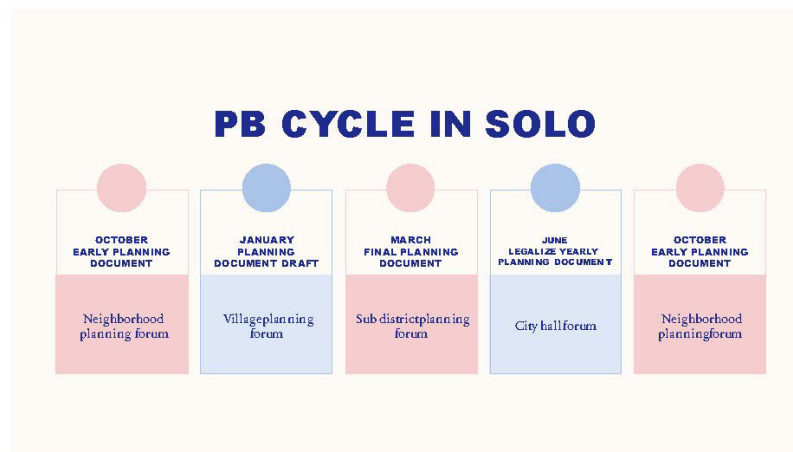 PB CYCLE IN SOLO
OCTOBER
EARLY PLANNING
DOCUMENT
Neighborhood
planning forum
JANUARY
PLANNING
DOCUMENT DRAFT
Villageplanning
forum
MARCH
FINAL PLANNING
DOCUMENT
Sub districtplanning
forum
JUNE
LEGALIZE YEARLY
PLANNING DOCUMENT
City hallforum
OCTOBER
EARLY PLANNING
DOCUMENT
Neighborhood
planningforum